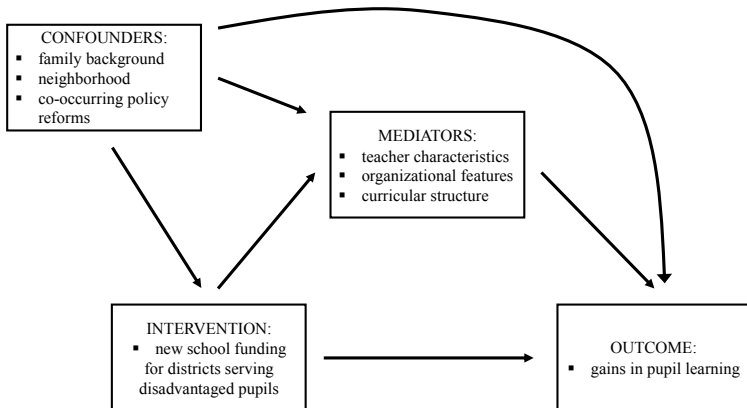 CONFOUNDERS:
▪ family background
▪ neighborhood
▪ co-occurring policy
reforms
MEDIATORS:
▪ teacher characteristics
▪ organizational features
▪ curricular structure
INTERVENTION:
▪ new school funding
for districts serving
disadvantaged pupils
OUTCOME:
▪ gains in pupil learning